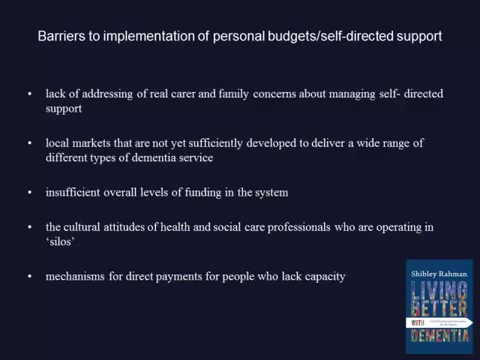 Barriers to implementation of personal budgets/self-directed support
• lack of addressing of real carer and family concerns about managing self- directed
support
• local markets that are not yet sufficiently developed to deliver a wide range of
different types of dementia service
• insufficient overall levels of funding in the system
• the cultural attitudes of health and social care professionals who are operating in
‘silos’
• mechanisms for direct payments for people who lack capacity
Shibley Rahman
LIVING
BETTER
WITH
DEMENTIA